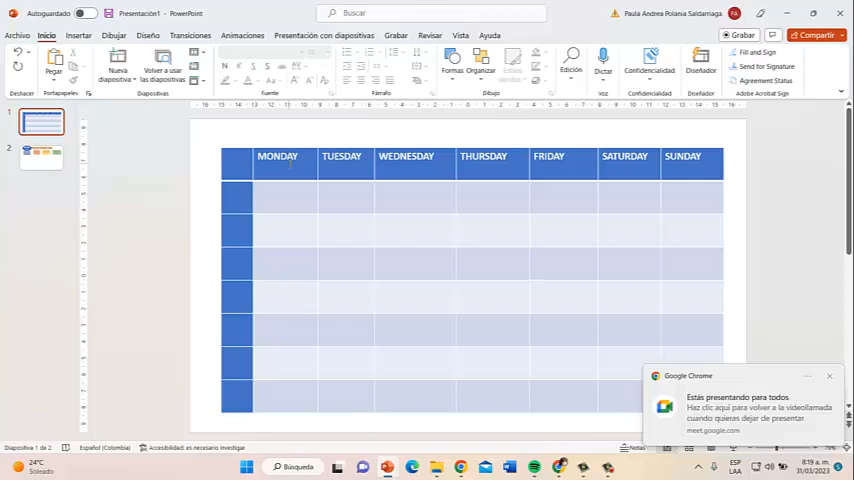 Autoguardado
Presentación1 - PowerPoint
Buscar
Paula Andrea Polania Saldarriaga
Archivo Inicio Insertar Dibujar Diseño Transiciones Animaciones Presentación con diapositivas Grabar Revisar Vista Ayuda
Grabar
Compartir
Pegar
Nueva diapositiva
Volver a usar las diapositivas
Formas
Organizar
Estilos rápidos
Edición
Dictar
Confidencialidad
Diseñador
Fill and Sign
Send for Signature
Agreement Status
Deshacer Portapapeles Diapositivas Fuente Párrafo Dibujo Voz Confidencialidad Diseñador Adobe Acrobat Sign
1
2
MONDAY TUESDAY WEDNESDAY THURSDAY FRIDAY SATURDAY SUNDAY
Google Chrome
Estás presentando para todos
Haz clic aquí para volver a la videollamada
cuando quieras dejar de presentar
meet.google.com
Diapositiva 1 de 2 Español (Colombia) Accesibilidad: es necesario investigar
Notas
24°C
Soleado
Búsqueda
ESP
LAA
8:19 a. m.
31/03/2023